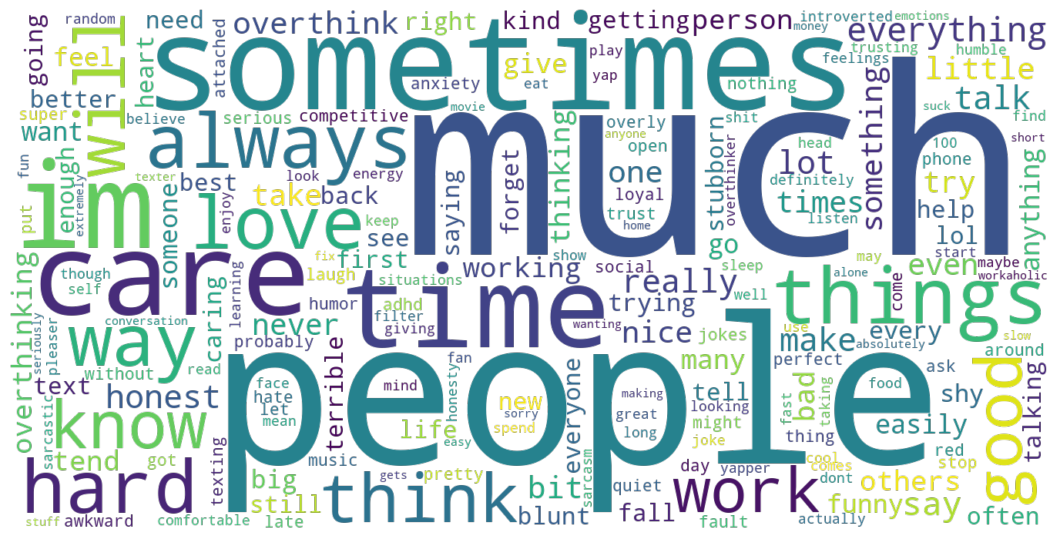 random
need
overthink
right
kind
getting
person
introverted
emotions
going
feel
will
heart
attached
sometimes
give
play
yap
money
everything
trusting
humble
feelings
better
super
want
believe
serious
anxiety
competitive
eat
nothing
little
fun
texter
always
movie
much
overly
anyone
open
shit
suck
talk
find
im
enough
extremely
put
someone
best
look
energy
take
back
saying
forget
thinking
one
loyal
stubborn
overthinker
head
lot
definitely
times
listen
something
100
phone
short
try
help
lol
anything
love
enjoy
keep
see
first
trust
home
go
start
care
though
self
learning
fix
laugh
situations
working
show
social
really
sleep
well
may
alone
things
come
even
maybe
workaholic
overthinking
way
conversation
caring
never
probably
humor
adhd
filter
giving
time
wanting
trying
nice
jokes
use
make
absolutely
every
slow
around
seriously
pleaser
without
read
text
honest
people
face
hate
let
mean
terrible
mind
fan
honesty
easy
new
sorry
spend
life
everyone
making
great
long
looking
tell
might
joke
many
thing
fast
bad
taking
perfect
food
ask
shy
easily
talking
know
sarcastic
tend
got
texting
music
big
still
late
gets
pretty
think
bit
sarcasm
quiet
blunt
fall
day
yapper
fault
work
cool
comes
dont
actually
red
stop
others
funny
say
often
good
hard
stuff
awkward
comfortable